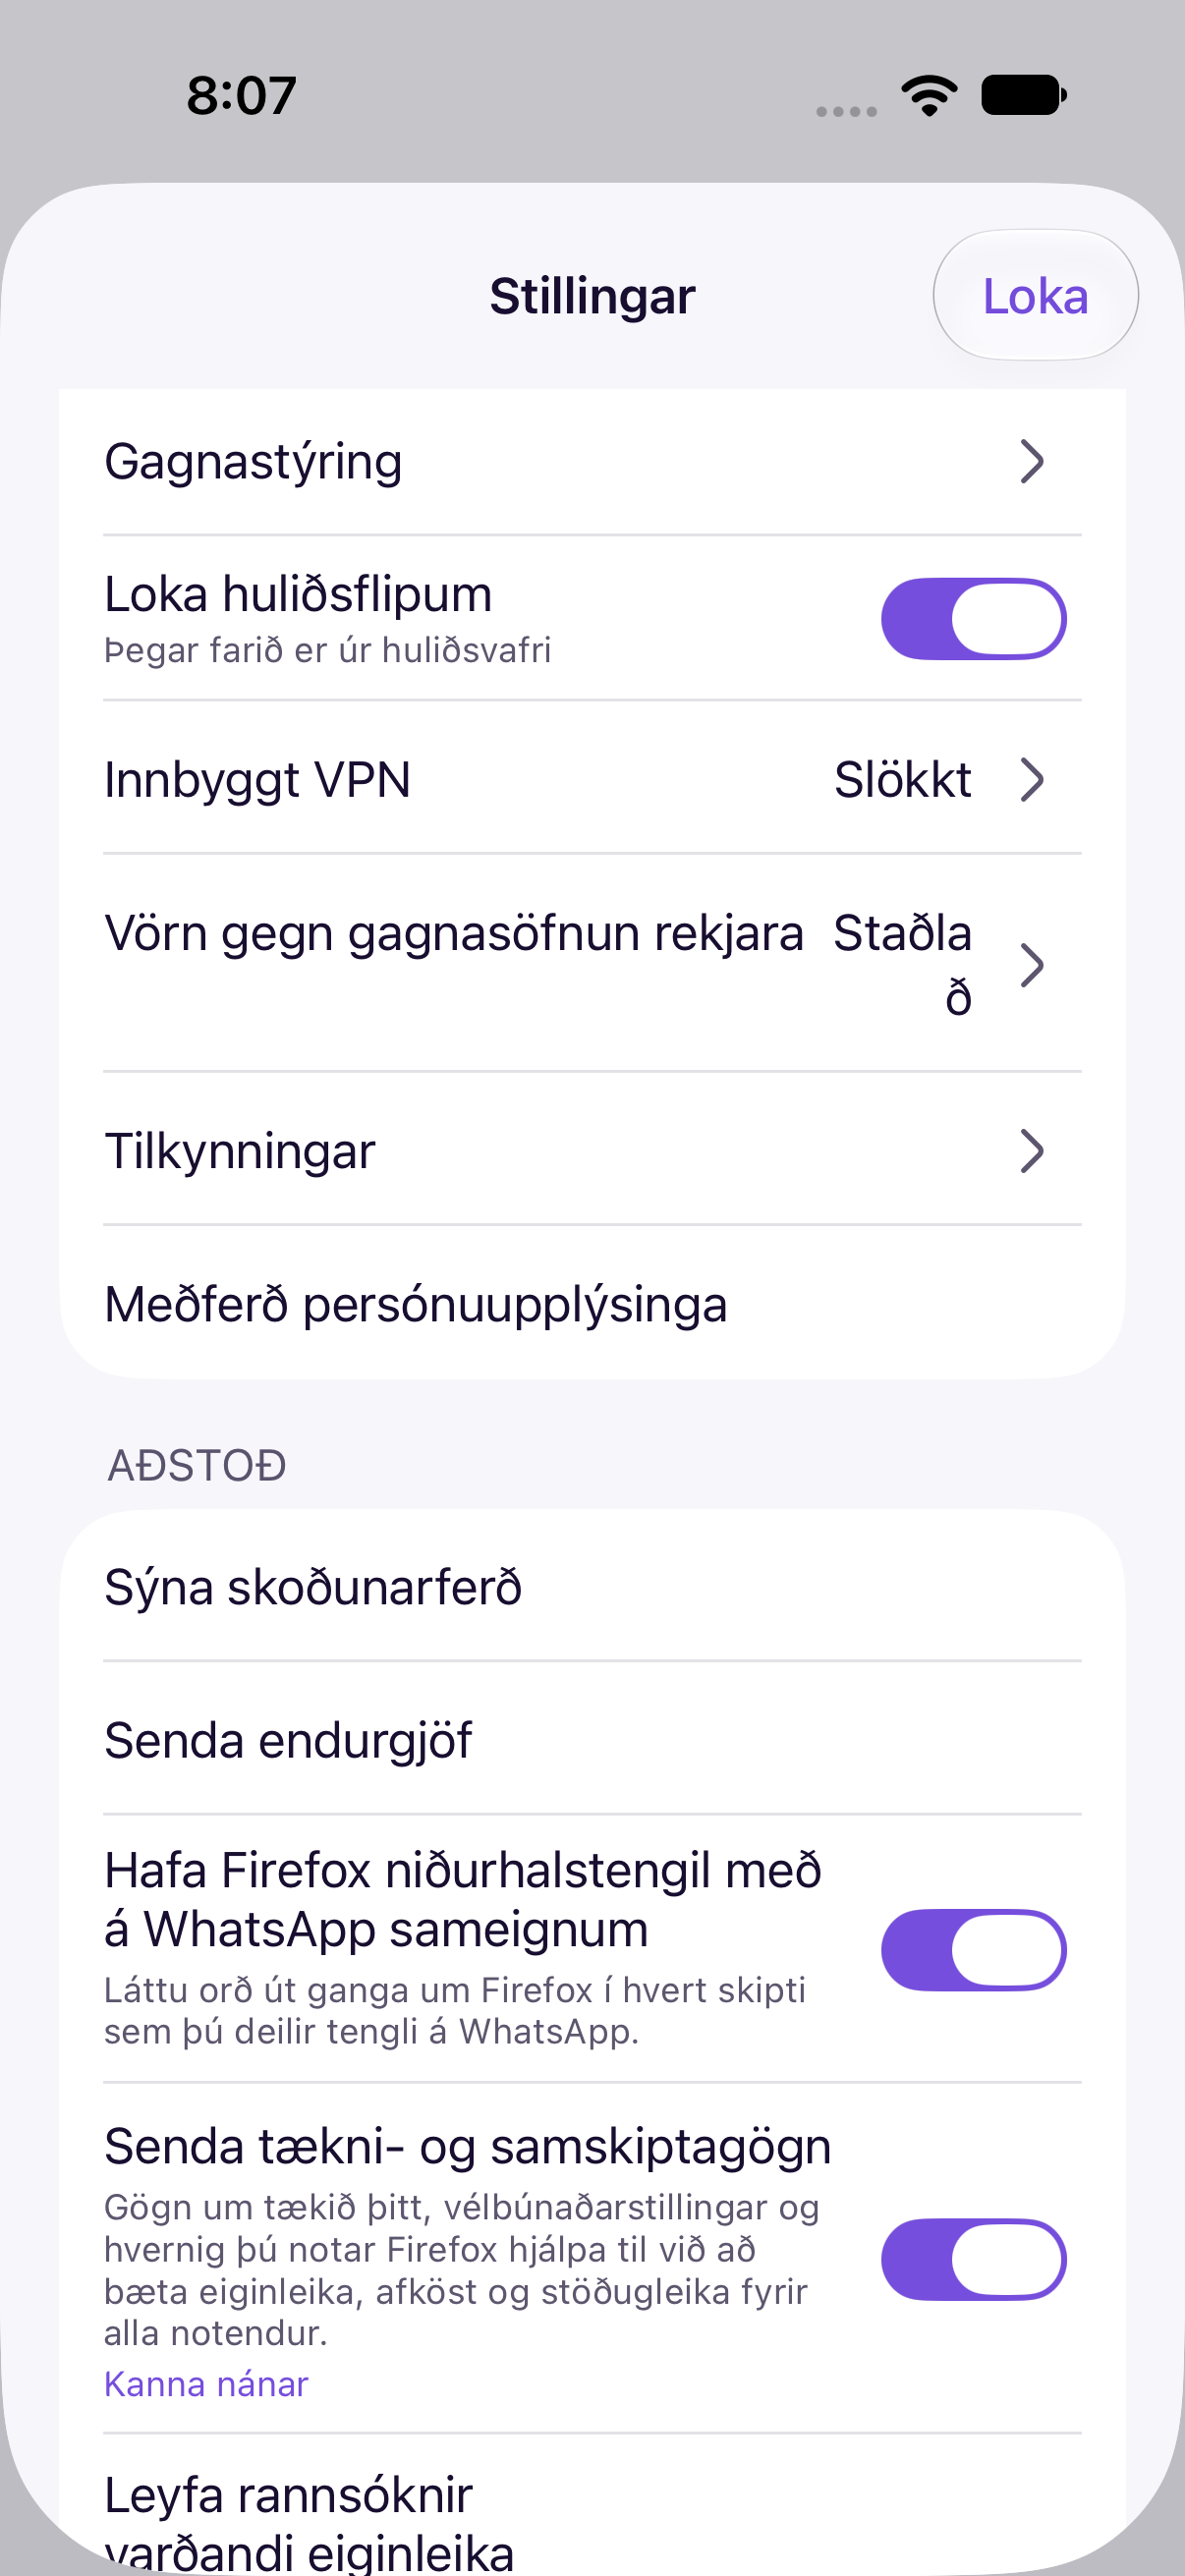 8:07
Stillingar
Loka
Gagnastýring
Loka huliðsflipum
Þegar farið er úr huliðsvafri
Innbyggt VPN
Slökkt
Vörn gegn gagnasöfnun rekjara
Staðla
ð
Tilkynningar
Meðferð persónuupplýsinga
AÐSTOÐ
Sýna skoðunarferð
Senda endurgjöf
Hafa Firefox niðurhalstengil með
á WhatsApp sameignum
Láttu orð út ganga um Firefox í hvert skipti
sem þú deilir tengli á WhatsApp.
Senda tækni- og samskiptagögn
Gögn um tækið þitt, vélbúnaðarstillingar og
hvernig þú notar Firefox hjálpa til við að
bæta eiginleika, afköst og stöðugleika fyrir
alla notendur.
Kanna nánar
Leyfa rannsóknir
varðandi eiginleika